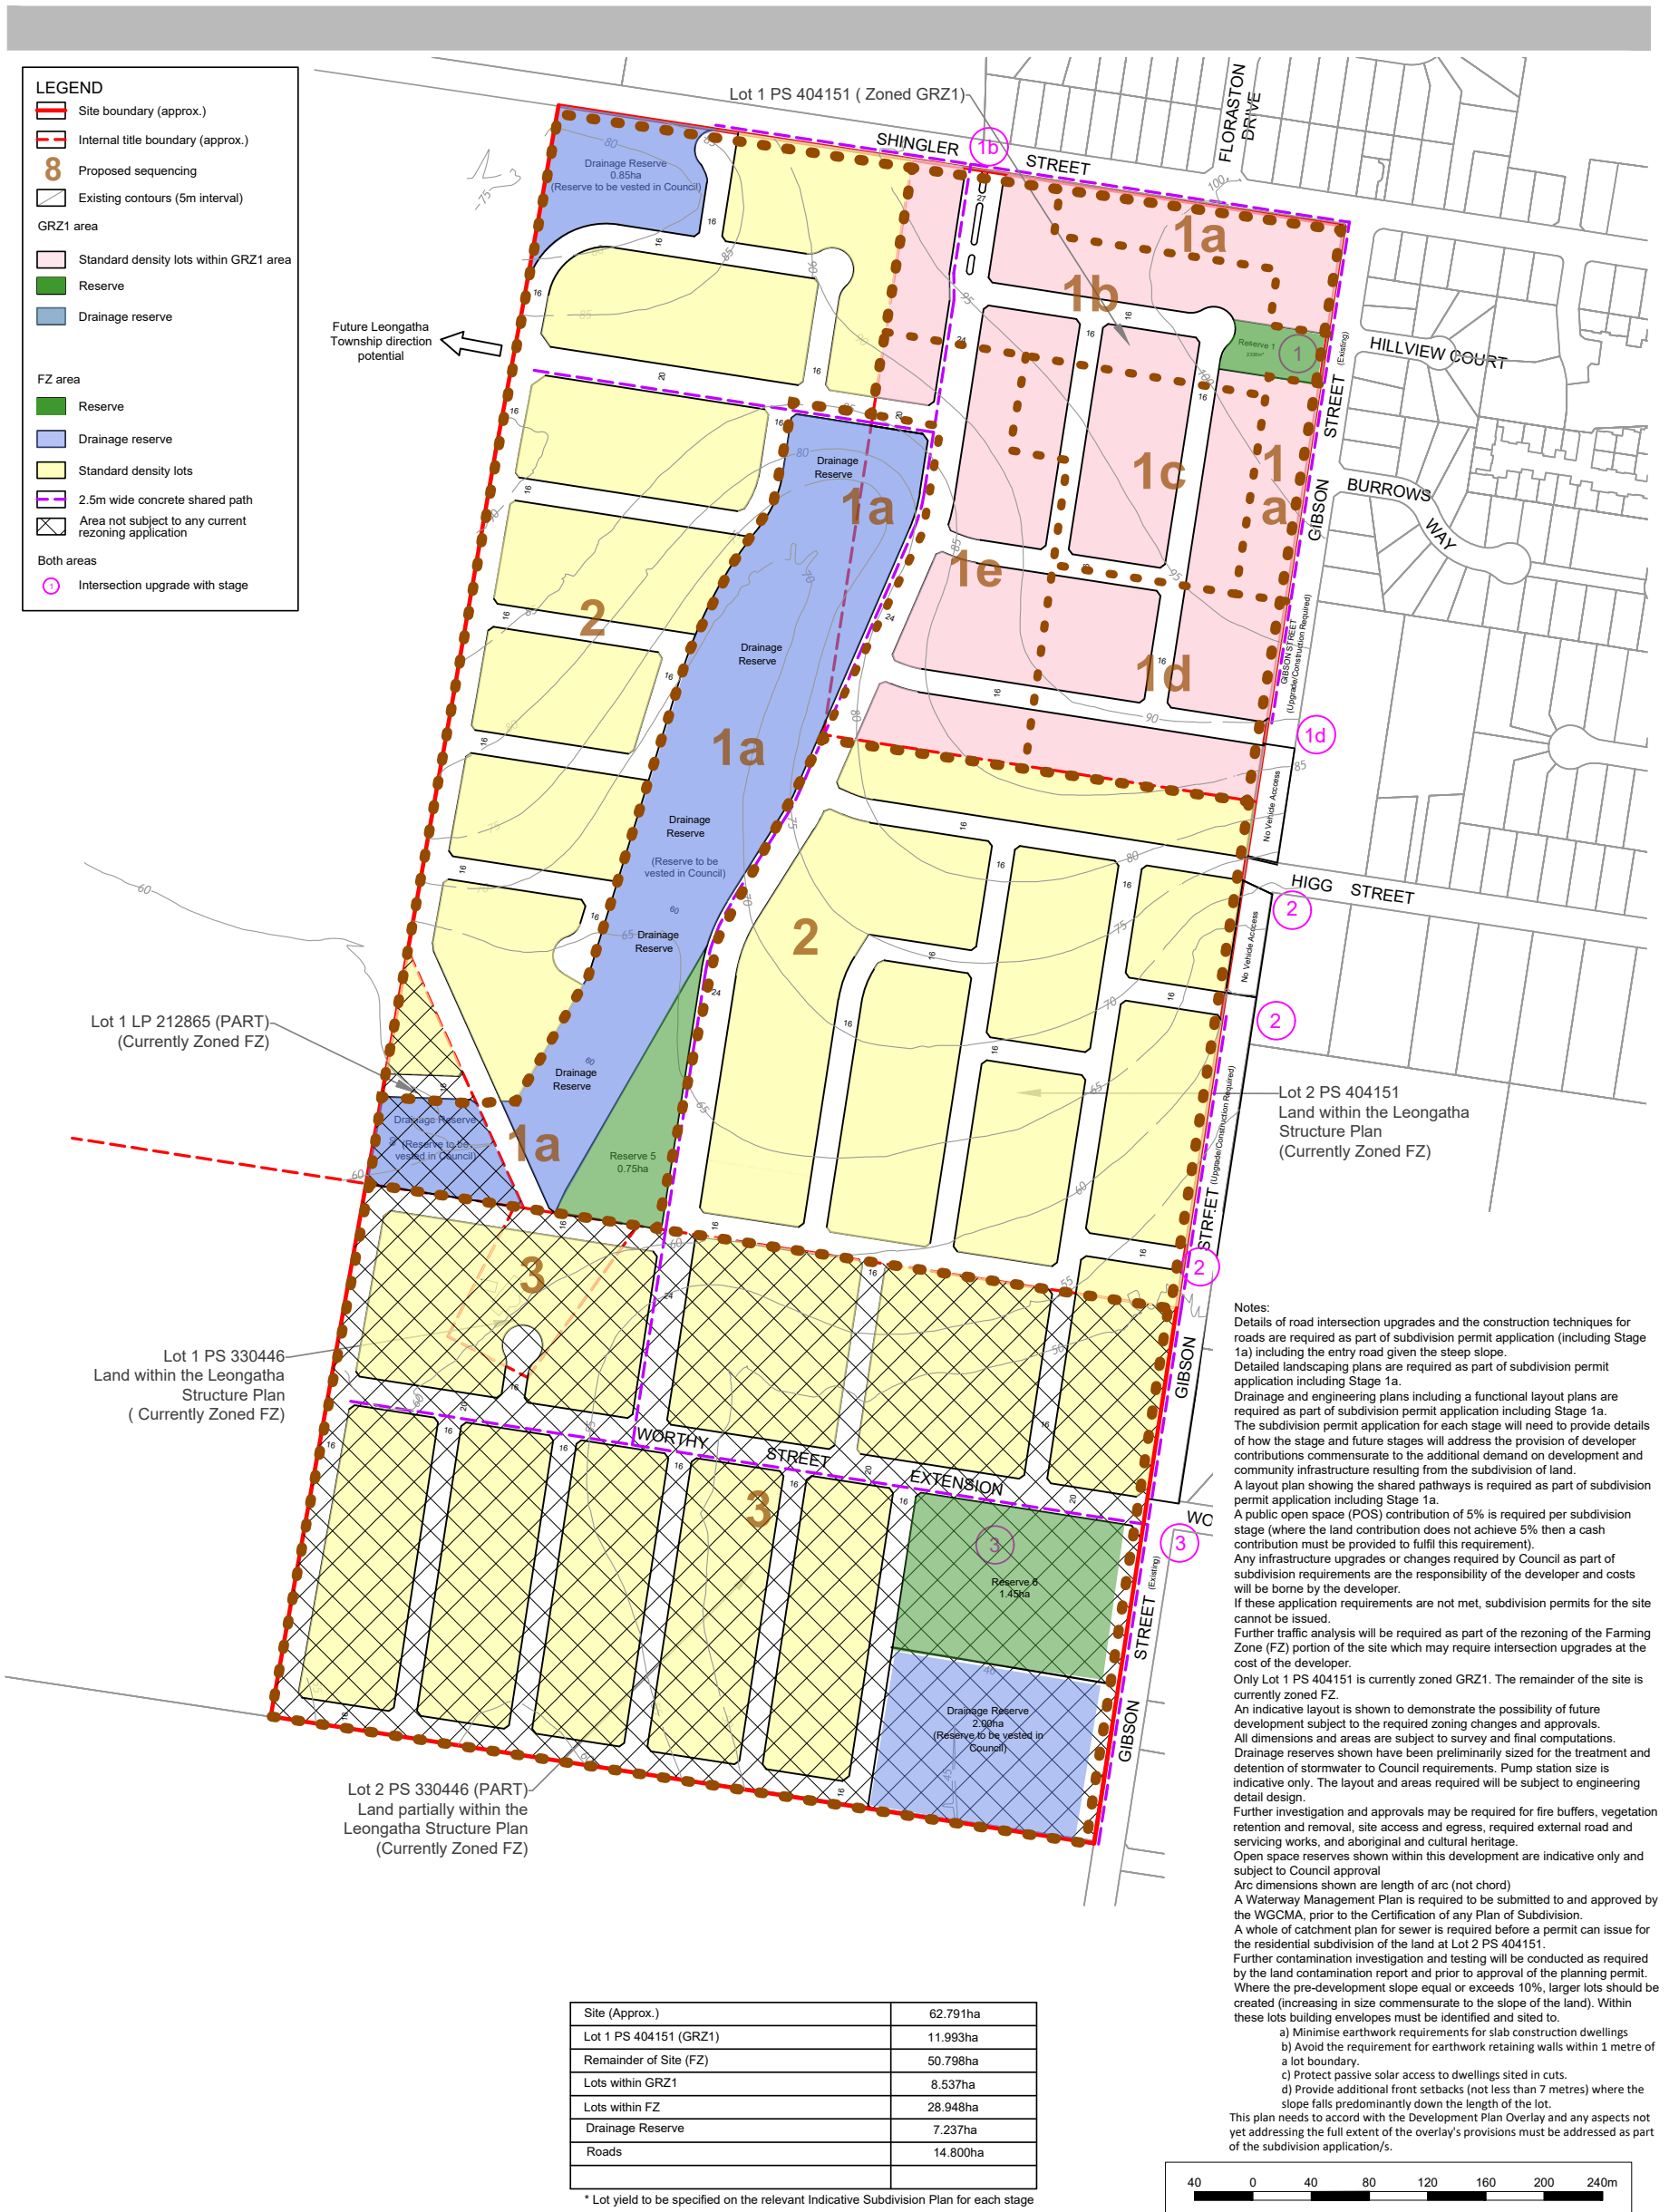 LEGEND
Site boundary (approx.)
Internal title boundary (approx.)
8 Proposed sequencing
Existing contours (5m interval)
GRZ1 area
Standard density lots within GRZ1 area
Reserve
Drainage reserve
FZ area
Reserve
Drainage reserve
Standard density lots
2.5m wide concrete shared path
Area not subject to any current
rezoning application
Both areas
1 Intersection upgrade with stage
Lot 1 PS 404151 ( Zoned GRZ1)
SHINGLER STREET
1b
FLORASTON
DRIVE
Drainage Reserve
0.85ha
(Reserve to be vested in Council)
Future Leongatha
Township direction
potential
1a
1b
Reserve 1
1
HILLVIEW COURT
GIBSON STREET (Existing)
BURROWS
WAY
1c
1
a
Drainage
Reserve
1a
1e
2
Drainage
Reserve
1d
GIBSON STREET
(Upgrade/Construction Required)
1d
1a
No Vehicle Access
Drainage
Reserve
(Reserve to be
vested in Council)
HIGG STREET
2
No Vehicle Access
2
Drainage
Reserve
2
Lot 1 LP 212865 (PART)
(Currently Zoned FZ)
Drainage
Reserve
Lot 2 PS 404151
Land within the Leongatha
Structure Plan
(Currently Zoned FZ)
Drainage Reserve
(Reserve to be
vested in Council)
1a
Reserve 5
0.75ha
GIBSON STREET (Upgrade/Construction Required)
2
3
Lot 1 PS 330446
Land within the Leongatha
Structure Plan
( Currently Zoned FZ)
WORTHY STREET EXTENSION
WO
3
3
3
Reserve 6
1.45ha
GIBSON STREET (Existing)
Drainage Reserve
2.00ha
(Reserve to be vested in
Council)
Lot 2 PS 330446 (PART)
Land partially within the
Leongatha Structure Plan
(Currently Zoned FZ)
Notes:
Details of road intersection upgrades and the construction techniques for
roads are required as part of subdivision permit application (including Stage
1a) including the entry road given the steep slope.
Detailed landscaping plans are required as part of subdivision permit
application including Stage 1a.
Drainage and engineering plans including a functional layout plans are
required as part of subdivision permit application including Stage 1a.
The subdivision permit application for each stage will need to provide details
of how the stage and future stages will address the provision of developer
contributions commensurate to the additional demand on development and
community infrastructure resulting from the subdivision of land.
A layout plan showing the shared pathways is required as part of subdivision
permit application including Stage 1a.
A public open space (POS) contribution of 5% is required per subdivision
stage (where the land contribution does not achieve 5% then a cash
contribution must be provided to fulfil this requirement).
Any infrastructure upgrades or changes required by Council as part of
subdivision requirements are the responsibility of the developer and costs
will be borne by the developer.
If these application requirements are not met, subdivision permits for the site
cannot be issued.
Further traffic analysis will be required as part of the rezoning of the Farming
Zone (FZ) portion of the site which may require intersection upgrades at the
cost of the developer.
Only Lot 1 PS 404151 is currently zoned GRZ1. The remainder of the site is
currently zoned FZ.
An indicative layout is shown to demonstrate the possibility of future
development subject to the required zoning changes and approvals.
All dimensions and areas are subject to survey and final computations.
Drainage reserves shown have been preliminarily sized for the treatment and
detention of stormwater to Council requirements. Pump station size is
indicative only. The layout and areas required will be subject to engineering
detail design.
Further investigation and approvals may be required for fire buffers, vegetation
retention and removal, site access and egress, required external road and
servicing works, and aboriginal and cultural heritage.
Open space reserves shown within this development are indicative only and
subject to Council approval
Arc dimensions shown are length of arc (not chord)
A Waterway Management Plan is required to be submitted to and approved by
the WGCMA, prior to the Certification of any Plan of Subdivision.
A whole of catchment plan for sewer is required before a permit can issue for
the residential subdivision of the land at Lot 2 PS 404151.
Further contamination investigation and testing will be conducted as required
by the land contamination report and prior to approval of the planning permit.
Where the pre-development slope equal or exceeds 10%, larger lots should be
created (increasing in size commensurate to the slope of the land). Within
these lots building envelopes must be identified and sited to.
a) Minimise earthwork requirements for slab construction dwellings
b) Avoid the requirement for earthwork retaining walls within 1 metre of
a lot boundary.
c) Protect passive solar access to dwellings sited in cuts.
d) Provide additional front setbacks (not less than 7 metres) where the
slope falls predominantly down the length of the lot.
This plan needs to accord with the Development Plan Overlay and any aspects not
yet addressing the full extent of the overlay's provisions must be addressed as part
of the subdivision application/s.
Site (Approx.) 62.791ha
Lot 1 PS 404151 (GRZ1) 11.993ha
Remainder of Site (FZ) 50.798ha
Lots within GRZ1 8.537ha
Lots within FZ 28.948ha
Drainage Reserve 7.237ha
Roads 14.800ha
* Lot yield to be specified on the relevant Indicative Subdivision Plan for each stage
40 0 40 80 120 160 200 240m